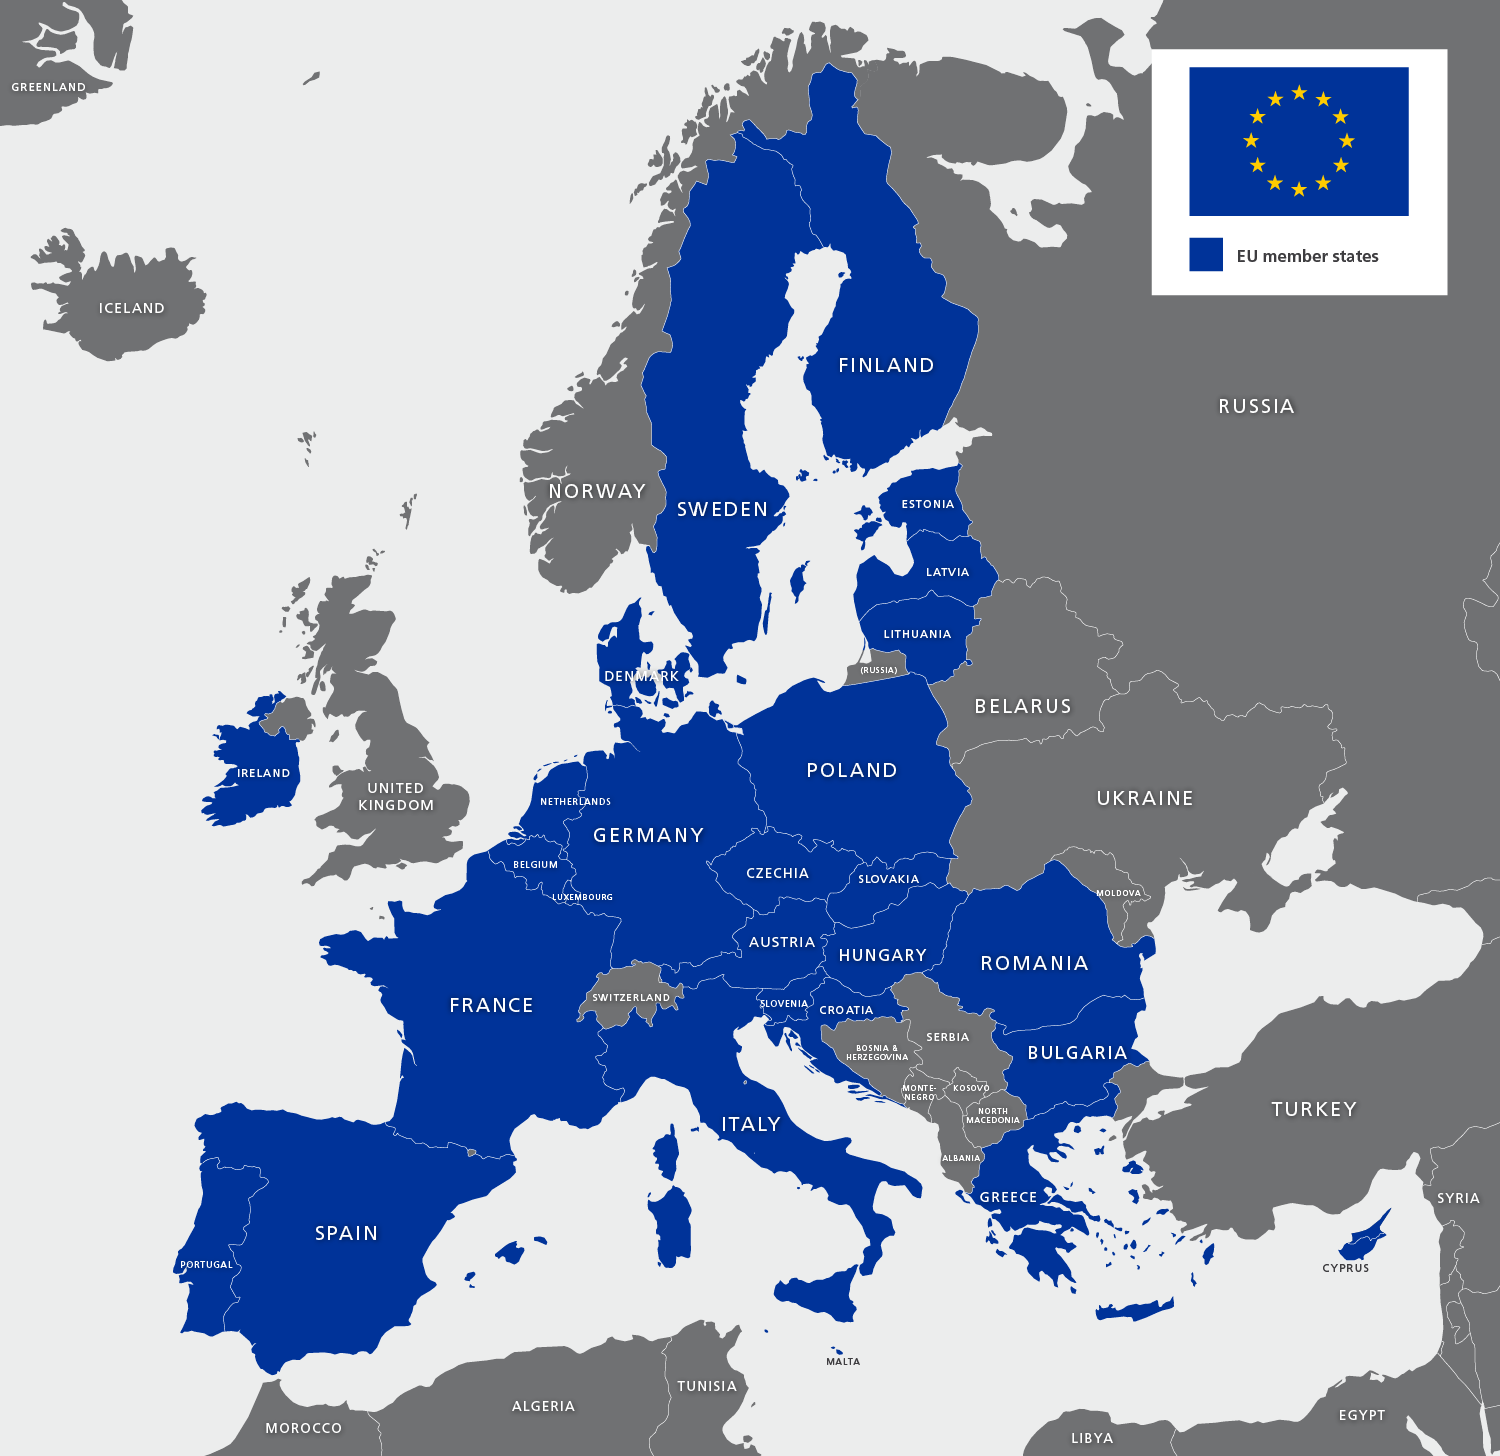 GREENLAND
EU member states
ICELAND
FINLAND
RUSSIA
NORWAY
SWEDEN
ESTONIA
LATVIA
LITHUANIA
(RUSSIA)
DENMARK
BELARUS
IRELAND
POLAND
UNITED
KINGDOM
NETHERLANDS
UKRAINE
GERMANY
BELGIUM
CZECHIA
SLOVAKIA
LUXEMBOURG
MOLDOVA
AUSTRIA
HUNGARY
ROMANIA
SWITZERLAND
FRANCE
SLOVENIA
CROATIA
SERBIA
BOSNIA &
HERZEGOVINA
BULGARIA
MONTE-
NEGRO
KOSOVO
NORTH
MACEDONIA
TURKEY
ITALY
ALBANIA
GREECE
SYRIA
SPAIN
PORTUGAL
CYPRUS
MALTA
TUNISIA
ALGERIA
MOROCCO
EGYPT
LIBYA